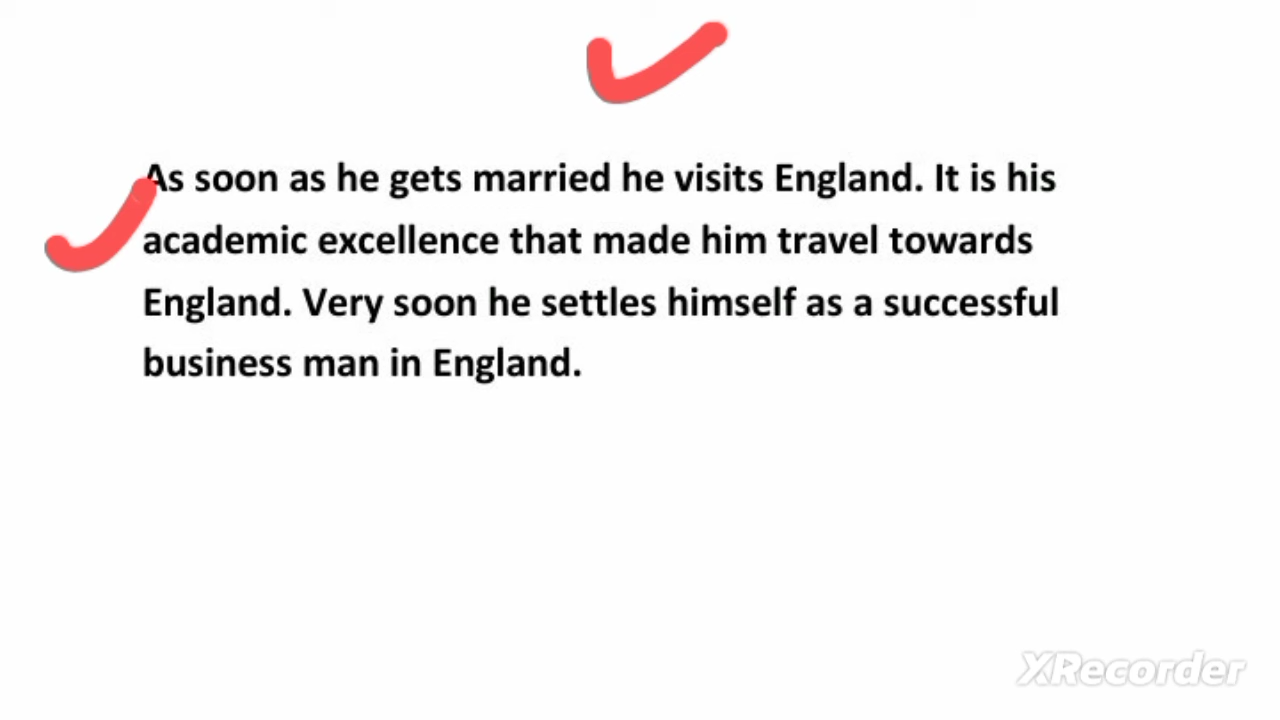 As soon as he gets married he visits England. It is his
academic excellence that made him travel towards
England. Very soon he settles himself as a successful
business man in England.
XRecorder